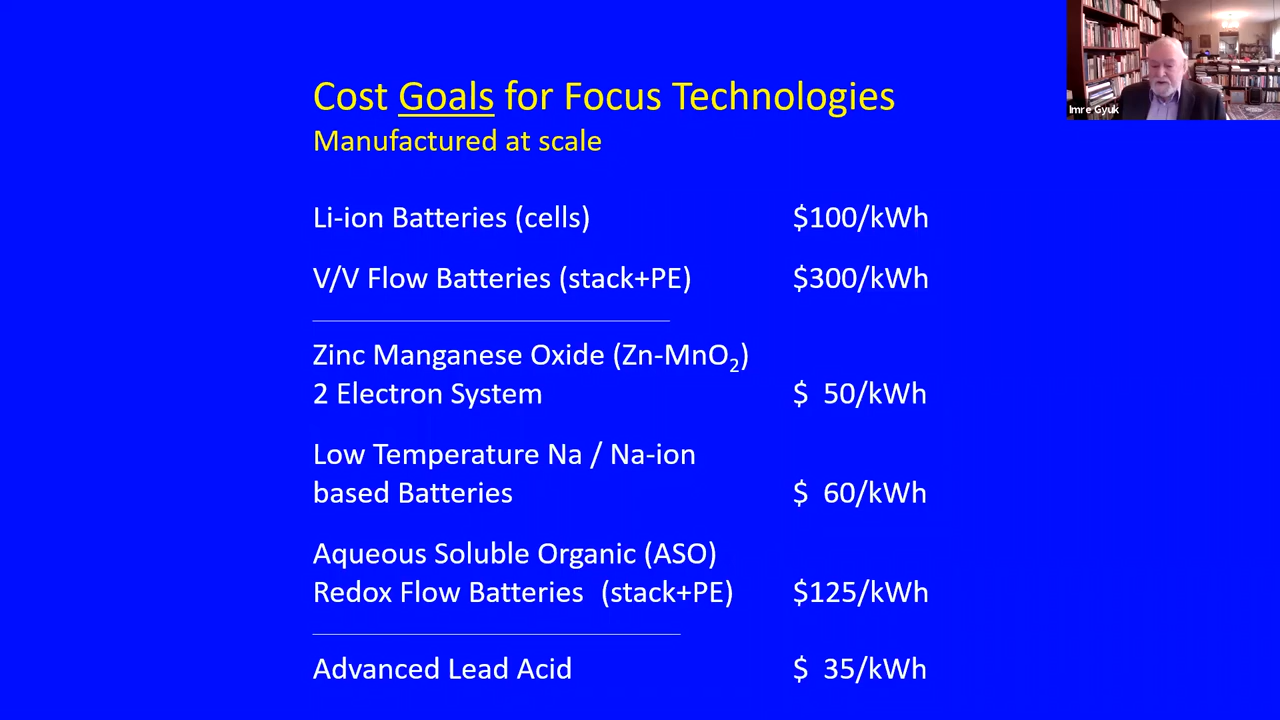 Cost Goals for Focus Technologies
Manufactured at scale
Imre Gyuk
Li-ion Batteries (cells) $100/kWh
V/V Flow Batteries (stack+PE) $300/kWh
Zinc Manganese Oxide (Zn-MnO₂)
2 Electron System $ 50/kWh
Low Temperature Na / Na-ion
based Batteries $ 60/kWh
Aqueous Soluble Organic (ASO)
Redox Flow Batteries (stack+PE) $125/kWh
Advanced Lead Acid $ 35/kWh